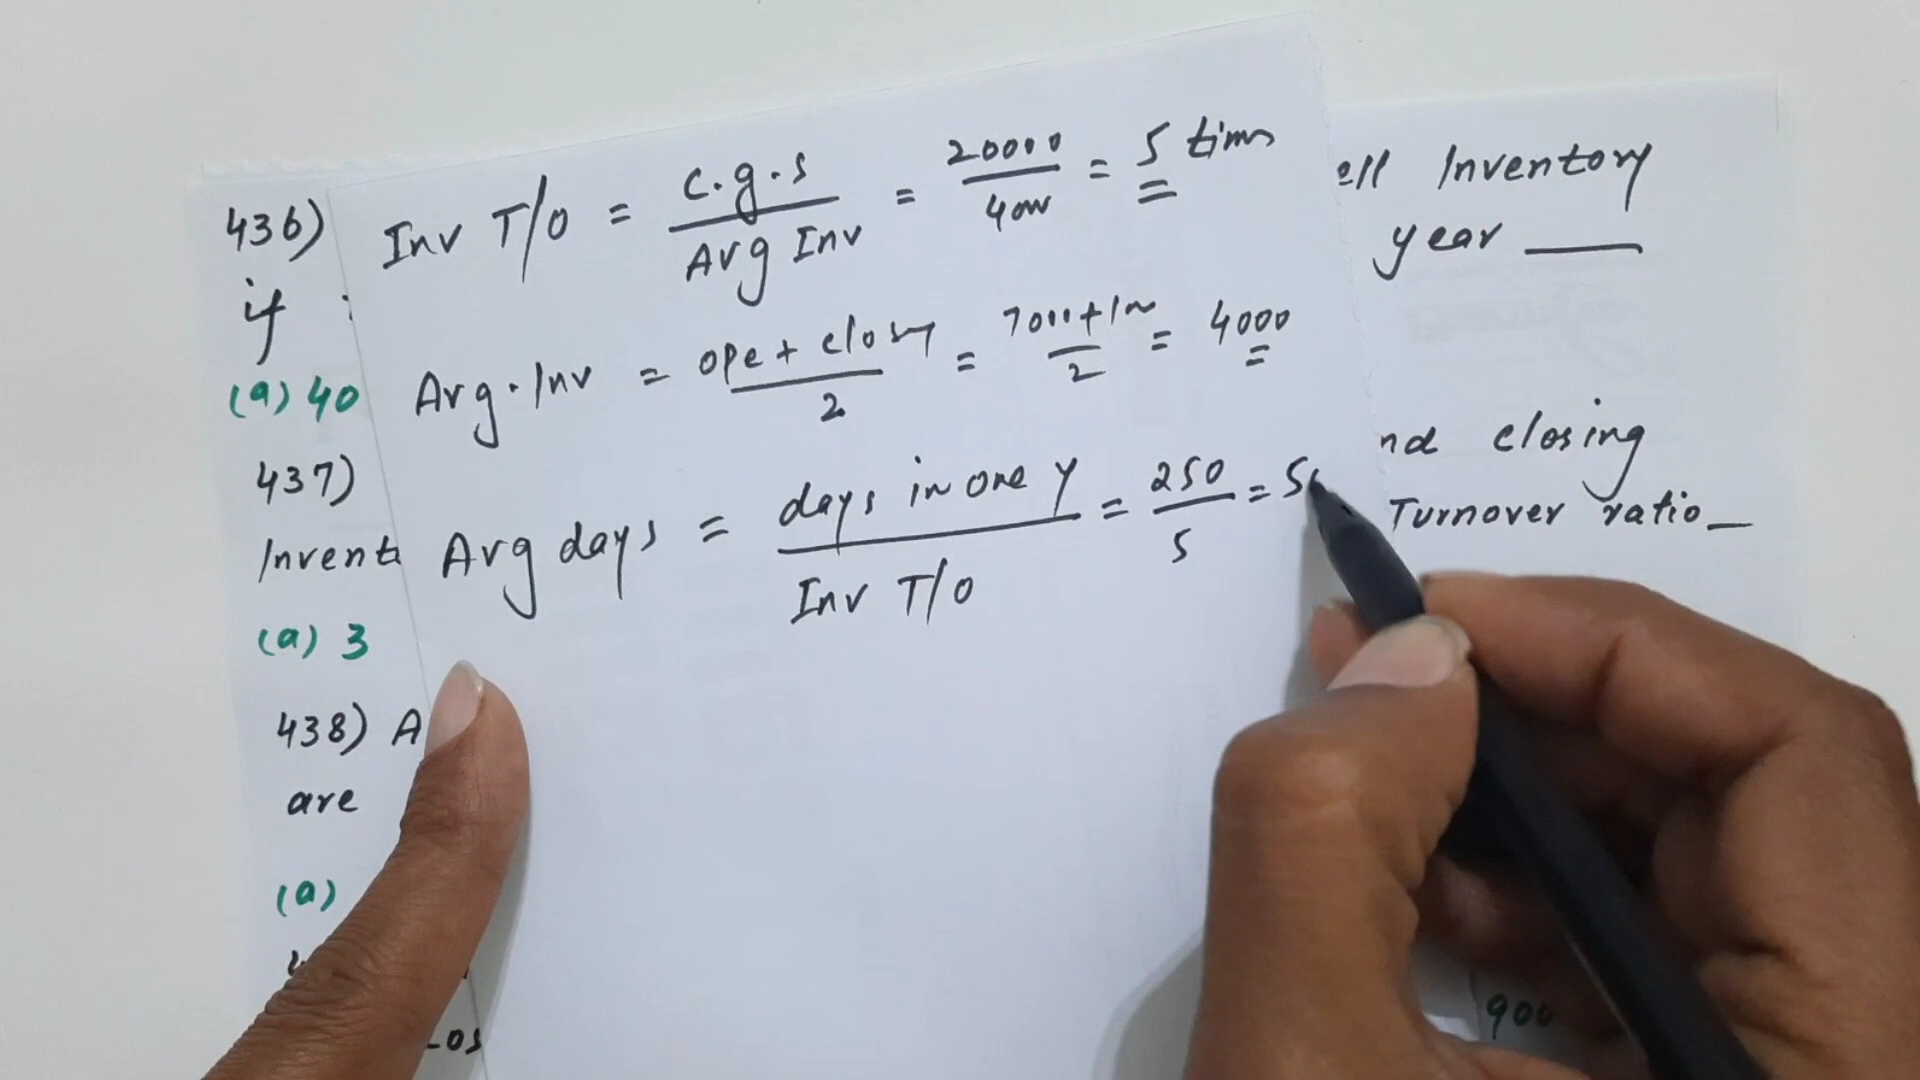 Inv T/O = c.g.s / Avg Inv = 20000 / 4000 = 5 times
Avg. Inv = ope + closing / 2 = 7000 + 1000 / 2 = 4000
Avg days = days in one y / Inv T/O = 250 / 5 = 5
436) ell Inventory
if year ____
(a) 40
437) nd closing
Invent Turnover ratio_
(a) 3
438) A
are
(a)
900